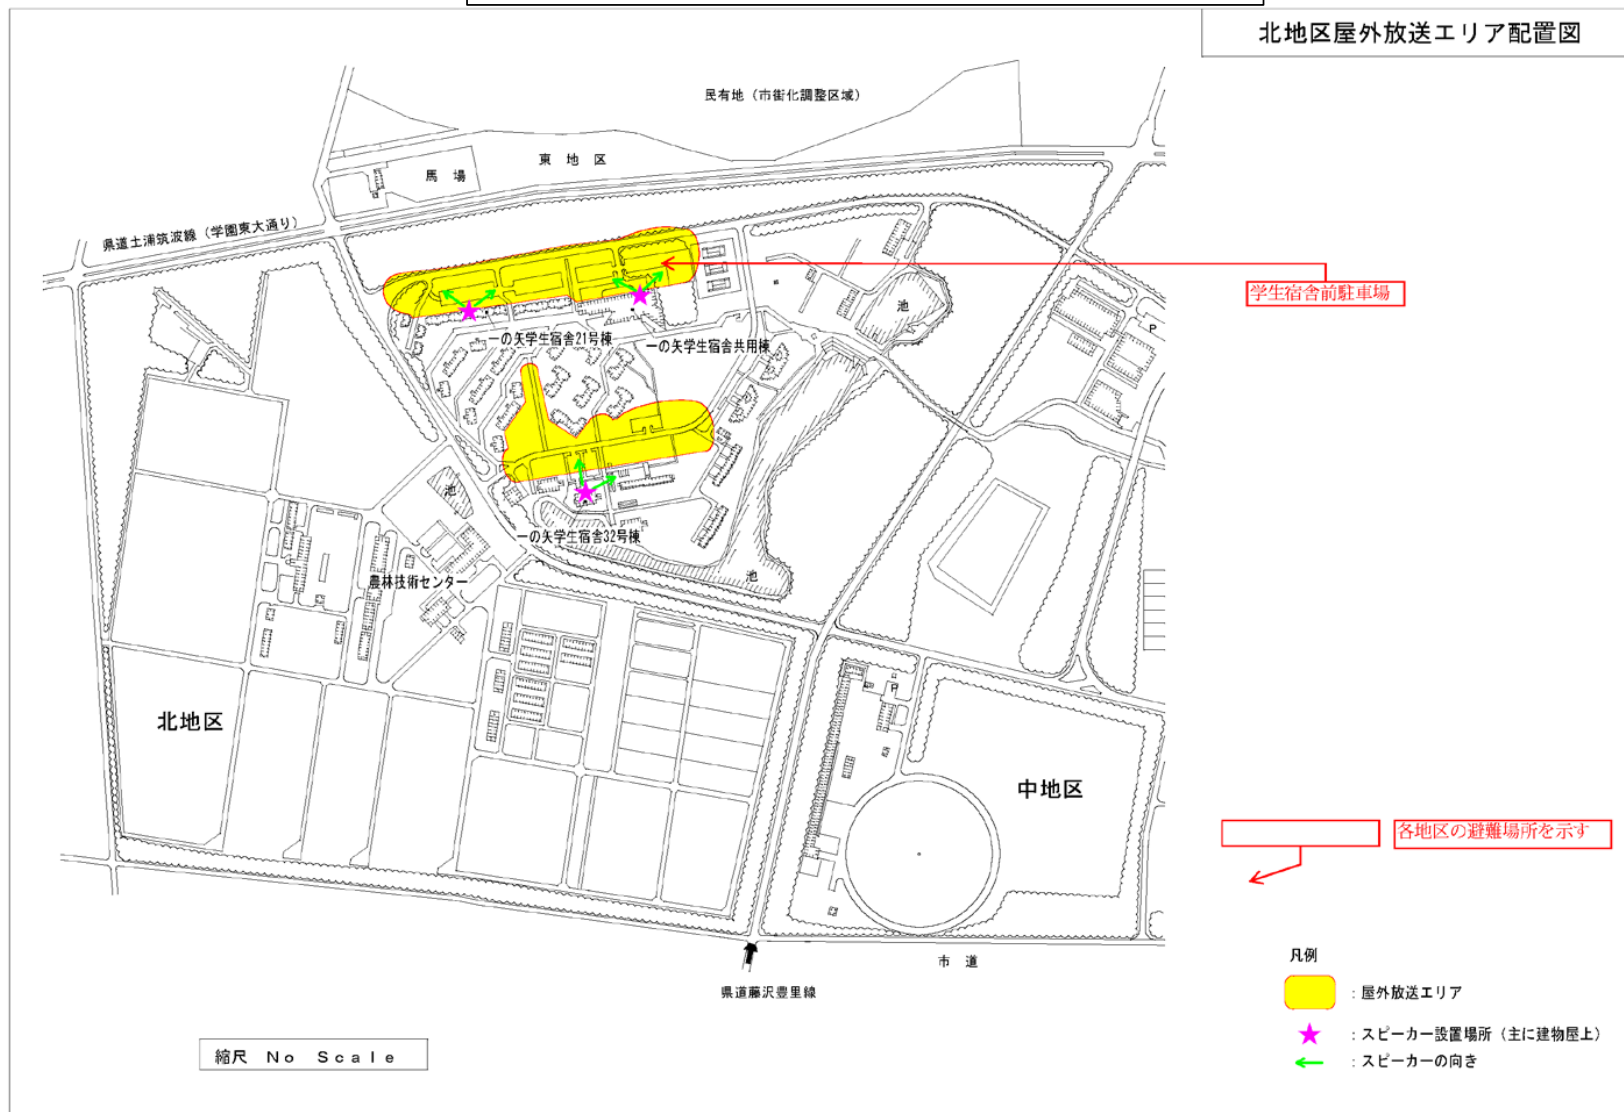 北地区屋外放送エリア配置図
民有地（市街化調整区域）
東 地 区
馬 場
県道土浦筑波線（学園東大通り）
学生宿舎前駐車場
池
P
一の矢学生宿舎21号棟
一の矢学生宿舎共用棟
池
一の矢学生宿舎32号棟
池
農林技術センター
P
北地区
中地区
各地区の避難場所を示す
市 道
県道藤沢豊里線
凡例
：屋外放送エリア
：スピーカー設置場所（主に建物屋上）
：スピーカーの向き
縮尺 No Scale